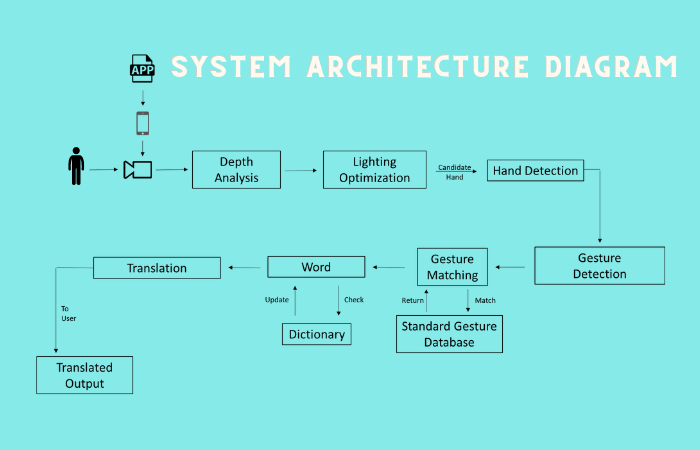 APP
SYSTEM ARCHITECTURE DIAGRAM
Depth
Analysis
Lighting
Optimization
Candidate
Hand
Hand Detection
Gesture
Detection
Gesture
Matching
Word
Translation
Return
Match
Update
Check
Standard Gesture
Database
Dictionary
To
User
Translated
Output